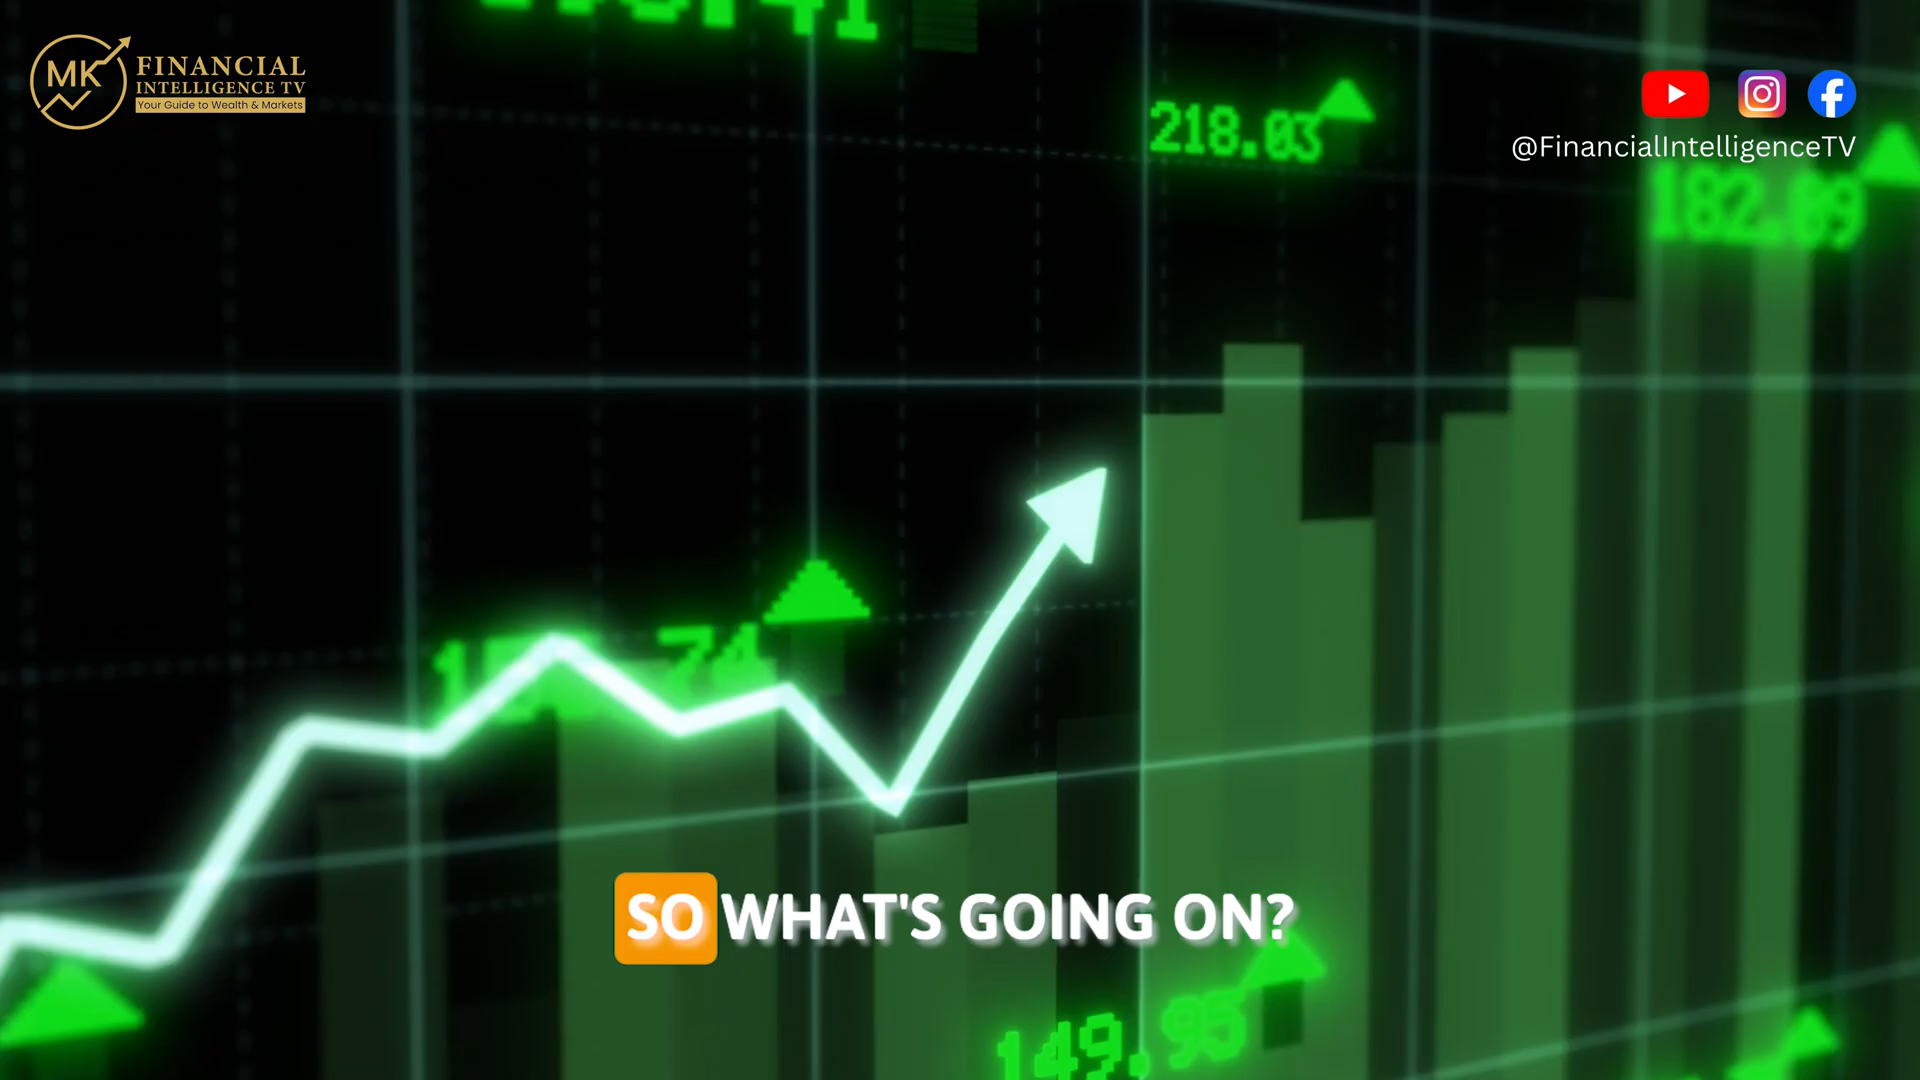 MK
FINANCIAL
INTELLIGENCE TV
Your Guide to Wealth & Markets
@FinancialIntelligenceTV
218.03
182.09
74
SO WHAT'S GOING ON?
149.95